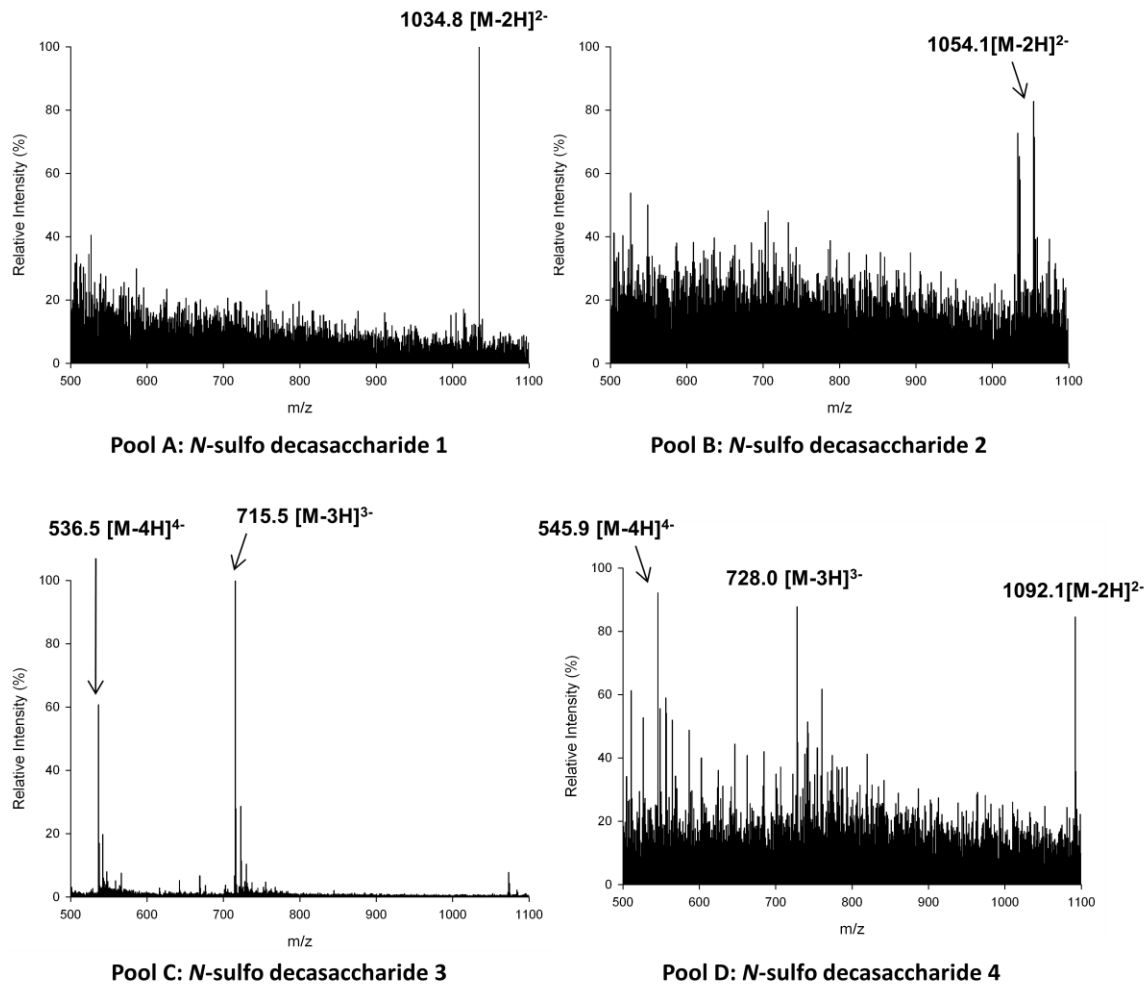 1034.8 [M-2H]²⁻
100
80
60
40
20
0
Relative Intensity (%)
500 600 700 800 900 1000 1100
m/z
Pool A: N-sulfo decasaccharide 1
1054.1[M-2H]²⁻
100
80
60
40
20
0
Relative Intensity (%)
500 600 700 800 900 1000 1100
m/z
Pool B: N-sulfo decasaccharide 2
536.5 [M-4H]⁴⁻
715.5 [M-3H]³⁻
100
80
60
40
20
0
Relative Intensity (%)
500 600 700 800 900 1000 1100
m/z
Pool C: N-sulfo decasaccharide 3
545.9 [M-4H]⁴⁻
728.0 [M-3H]³⁻
1092.1[M-2H]²⁻
100
80
60
40
20
0
Relative Intensity (%)
500 600 700 800 900 1000 1100
m/z
Pool D: N-sulfo decasaccharide 4